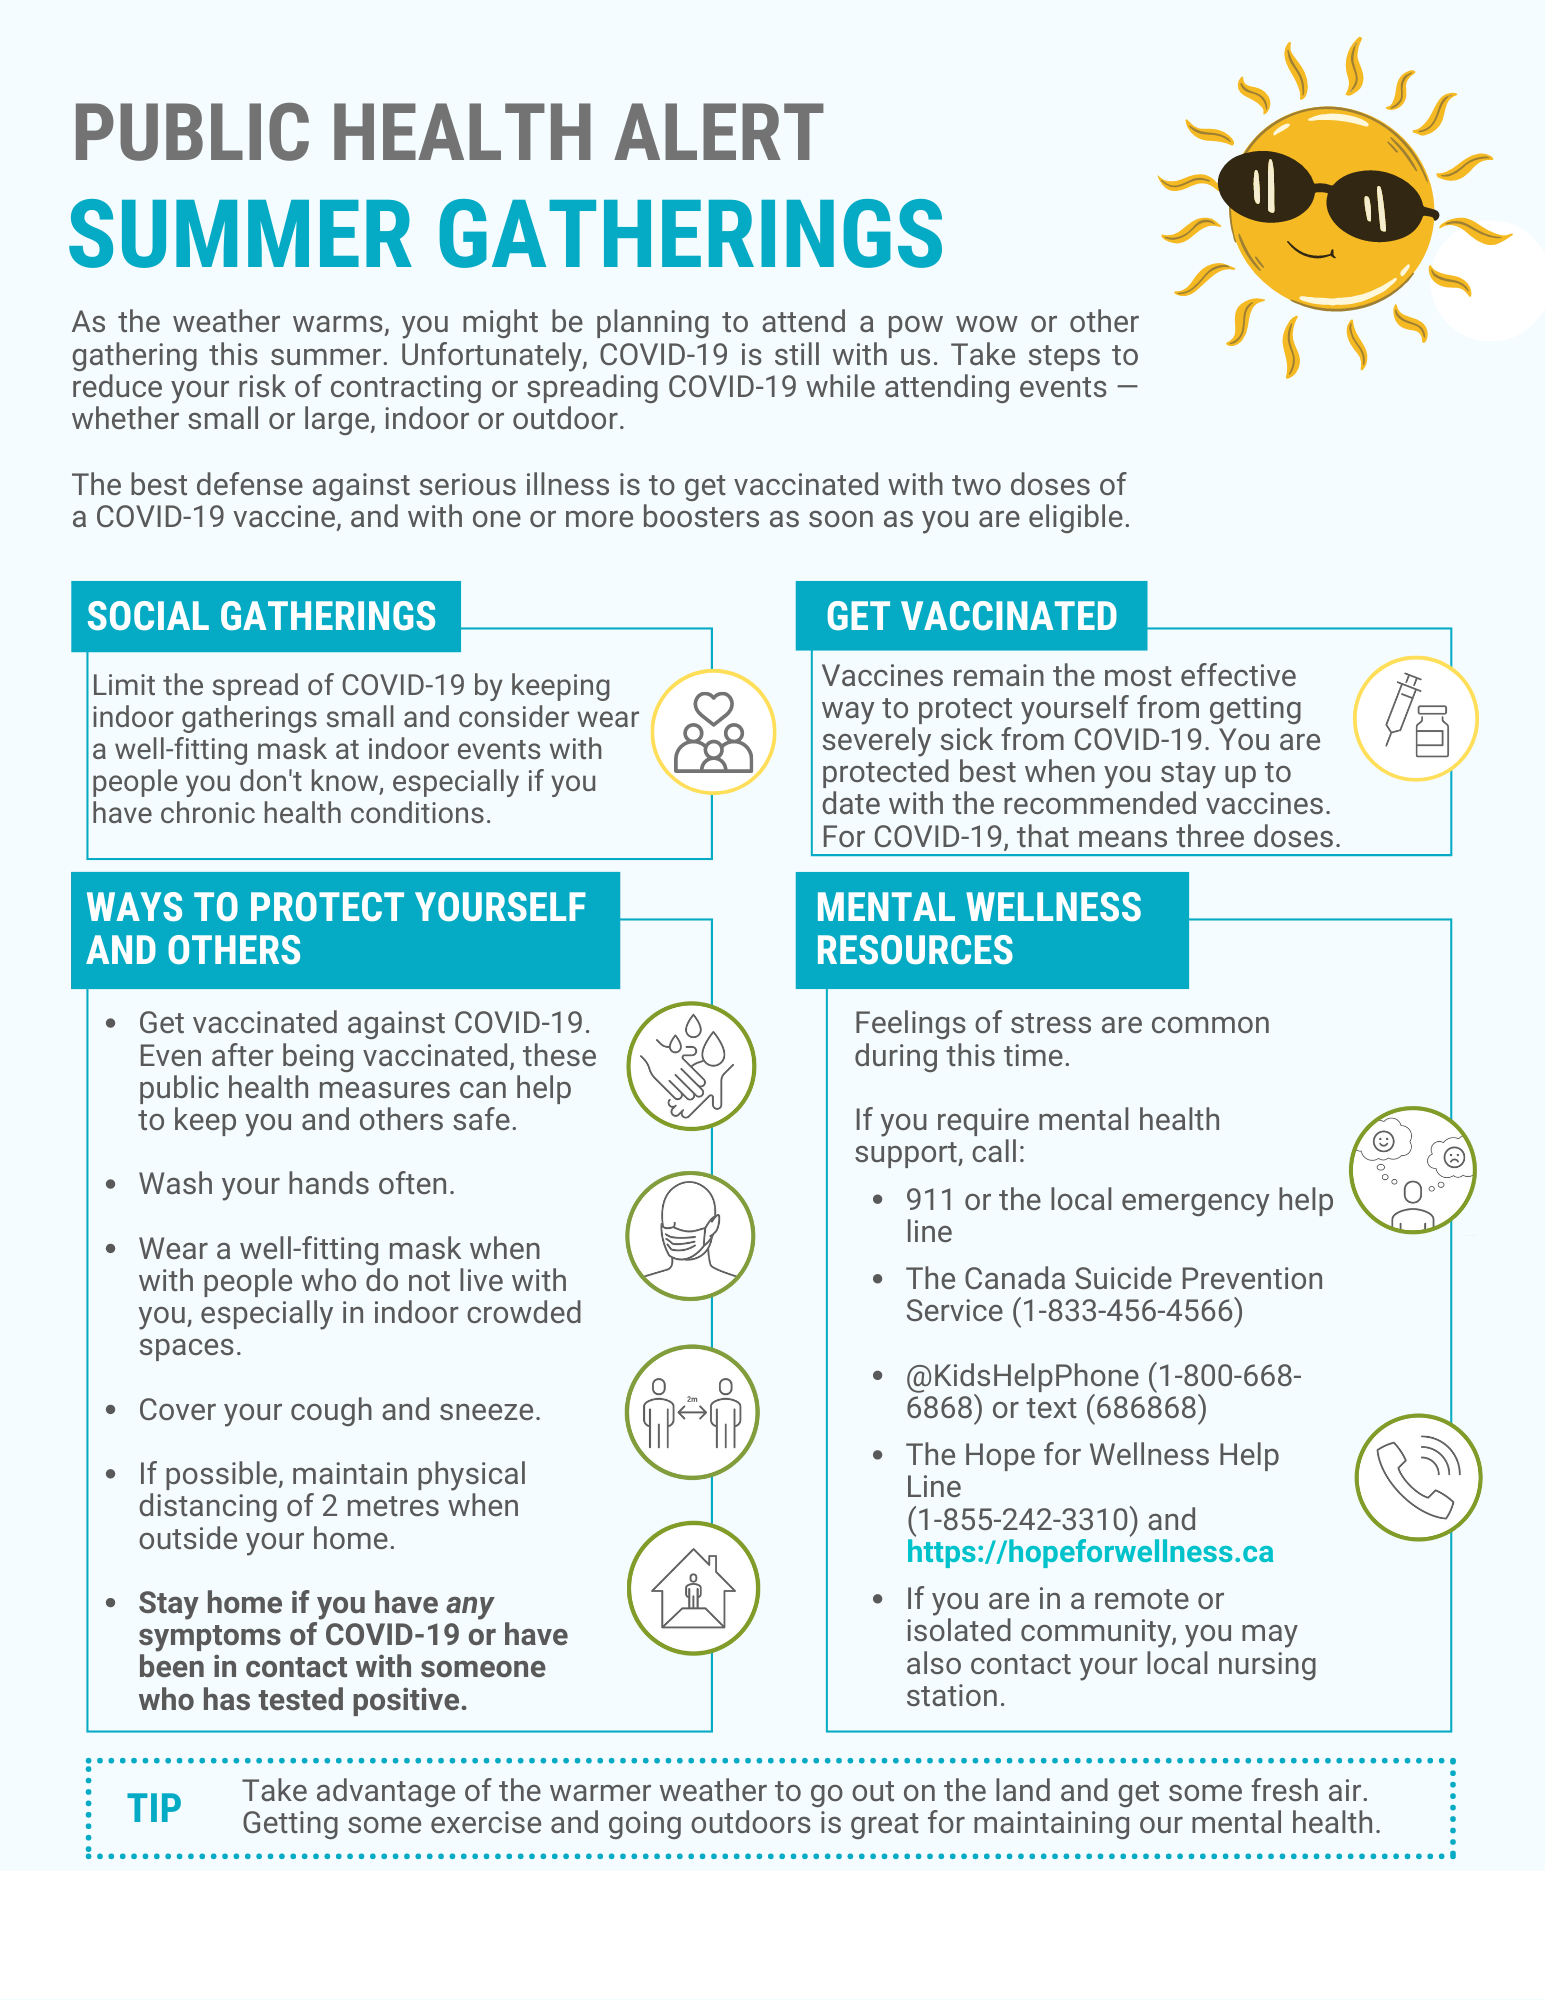 PUBLIC HEALTH ALERT
SUMMER GATHERINGS
As the weather warms, you might be planning to attend a pow wow or other
gathering this summer. Unfortunately, COVID-19 is still with us. Take steps to
reduce your risk of contracting or spreading COVID-19 while attending events —
whether small or large, indoor or outdoor.
The best defense against serious illness is to get vaccinated with two doses of
a COVID-19 vaccine, and with one or more boosters as soon as you are eligible.
SOCIAL GATHERINGS
Limit the spread of COVID-19 by keeping
indoor gatherings small and consider wear
a well-fitting mask at indoor events with
people you don't know, especially if you
have chronic health conditions.
GET VACCINATED
Vaccines remain the most effective
way to protect yourself from getting
severely sick from COVID-19. You are
protected best when you stay up to
date with the recommended vaccines.
For COVID-19, that means three doses.
WAYS TO PROTECT YOURSELF
AND OTHERS
• Get vaccinated against COVID-19.
Even after being vaccinated, these
public health measures can help
to keep you and others safe.
• Wash your hands often.
• Wear a well-fitting mask when
with people who do not live with
you, especially in indoor crowded
spaces.
• Cover your cough and sneeze.
2m
• If possible, maintain physical
distancing of 2 metres when
outside your home.
• Stay home if you have any
symptoms of COVID-19 or have
been in contact with someone
who has tested positive.
MENTAL WELLNESS
RESOURCES
Feelings of stress are common
during this time.
If you require mental health
support, call:
• 911 or the local emergency help
line
• The Canada Suicide Prevention
Service (1-833-456-4566)
• @KidsHelpPhone (1-800-668-
6868) or text (686868)
• The Hope for Wellness Help
Line
(1-855-242-3310) and
https://hopeforwellness.ca
• If you are in a remote or
isolated community, you may
also contact your local nursing
station.
TIP
Take advantage of the warmer weather to go out on the land and get some fresh air.
Getting some exercise and going outdoors is great for maintaining our mental health.